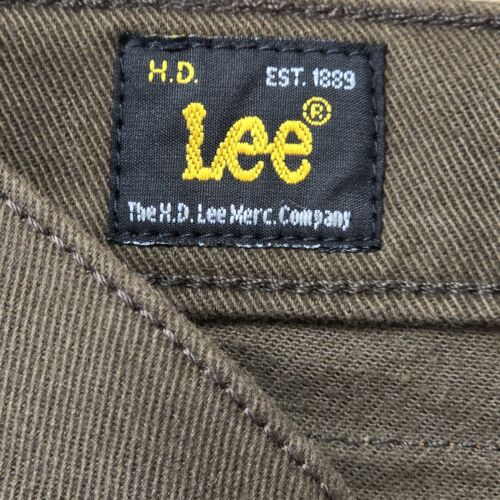 H.D. EST. 1889
Lee®
The H.D. Lee Merc. Company